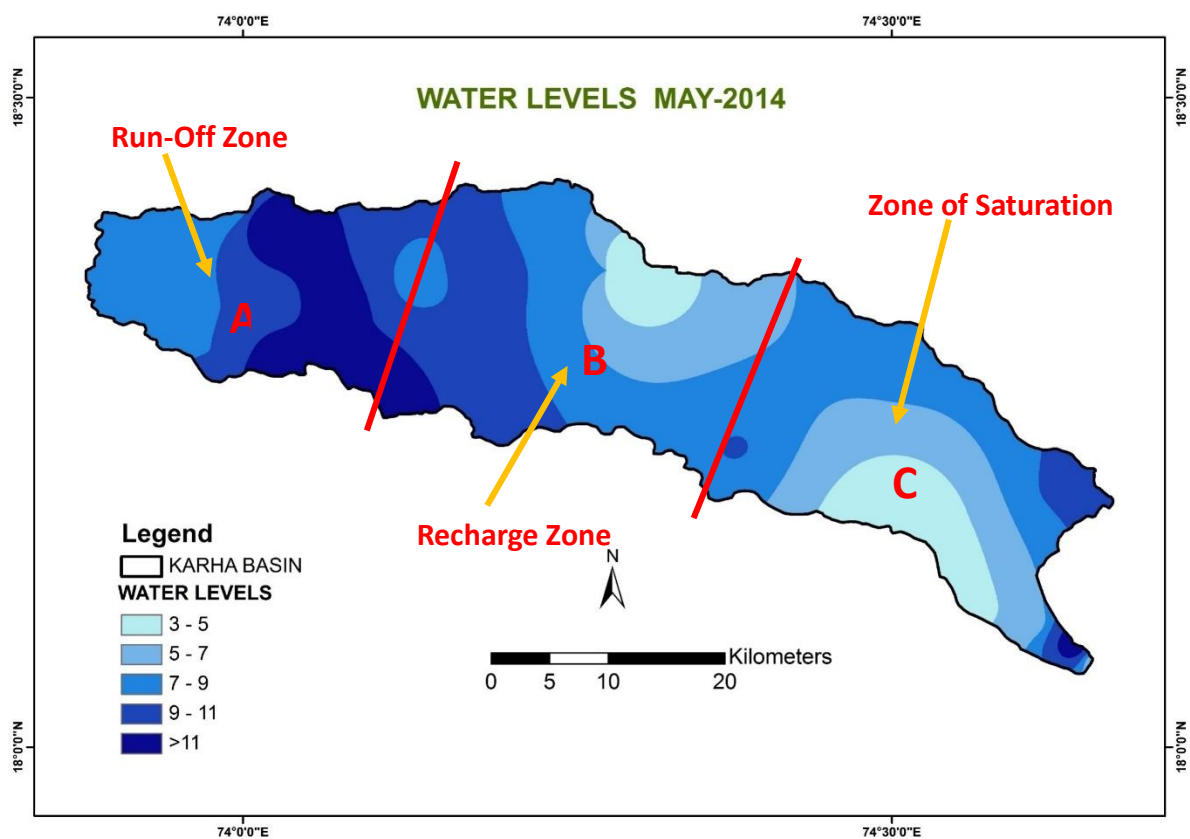 74°0'0"E
74°30'0"E
18°30'0"N
18°30'0"N
WATER LEVELS MAY-2014
Run-Off Zone
Zone of Saturation
A
B
C
Recharge Zone
Legend
KARHA BASIN
WATER LEVELS
3 - 5
5 - 7
7 - 9
9 - 11
>11
N
Kilometers
0 5 10 20
18°0'0"N
18°0'0"N
74°0'0"E
74°30'0"E